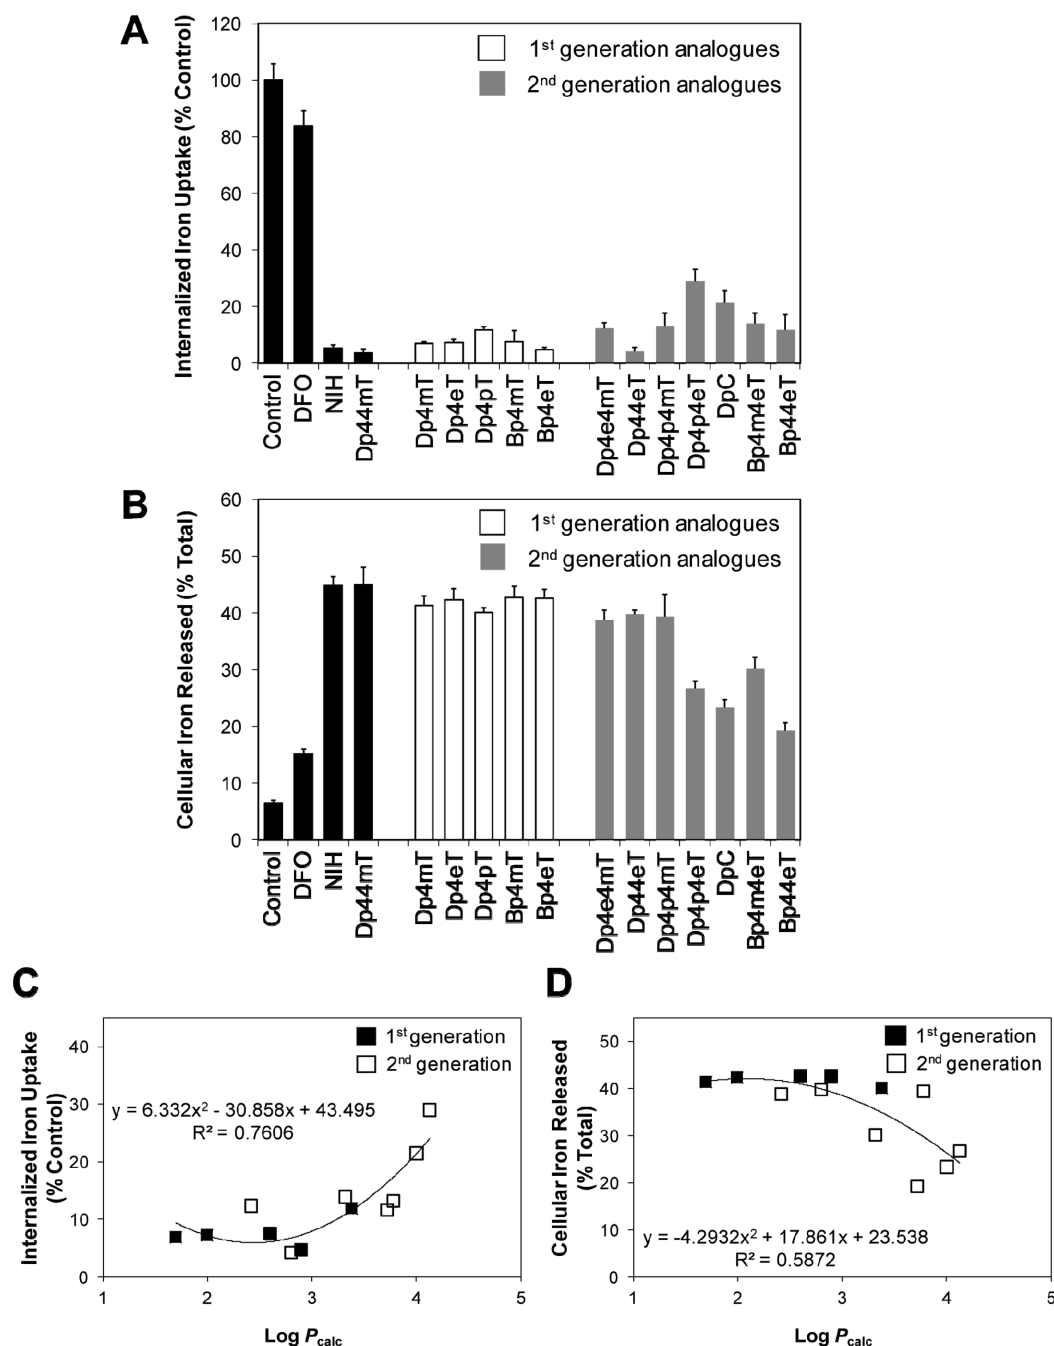 A
Internalized Iron Uptake (% Control)
120
100
80
60
40
20
0
1st generation analogues
2nd generation analogues
Control
DFO
NIH
Dp44mT
Dp4mT
Dp4eT
Dp4pT
Bp4mT
Bp4eT
Dp4e4mT
Dp44eT
Dp4p4mT
Dp4p4eT
DpC
Bp4m4eT
Bp44eT
B
Cellular Iron Released (% Total)
60
50
40
30
20
10
0
1st generation analogues
2nd generation analogues
Control
DFO
NIH
Dp44mT
Dp4mT
Dp4eT
Dp4pT
Bp4mT
Bp4eT
Dp4e4mT
Dp44eT
Dp4p4mT
Dp4p4eT
DpC
Bp4m4eT
Bp44eT
C
Internalized Iron Uptake
(% Control)
40
30
20
10
0
1st generation
2nd generation
y = 6.332x² - 30.858x + 43.495
R² = 0.7606
1 2 3 4 5
Log Pcalc
D
Cellular Iron Released
(% Total)
50
40
30
20
10
0
1st generation
2nd generation
y = -4.2932x² + 17.861x + 23.538
R² = 0.5872
1 2 3 4 5
Log Pcalc